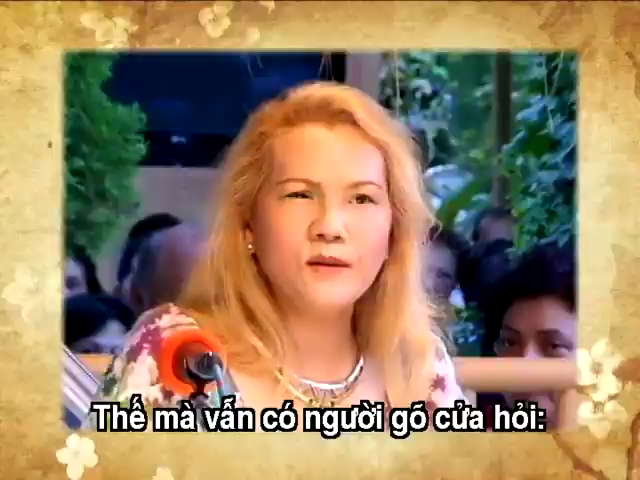 Thế mà vẫn có người gõ cửa hỏi: